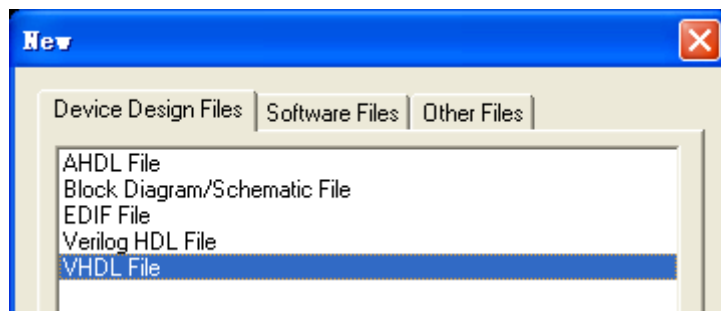 New
Device Design Files Software Files Other Files
AHDL File
Block Diagram/Schematic File
EDIF File
Verilog HDL File
VHDL File